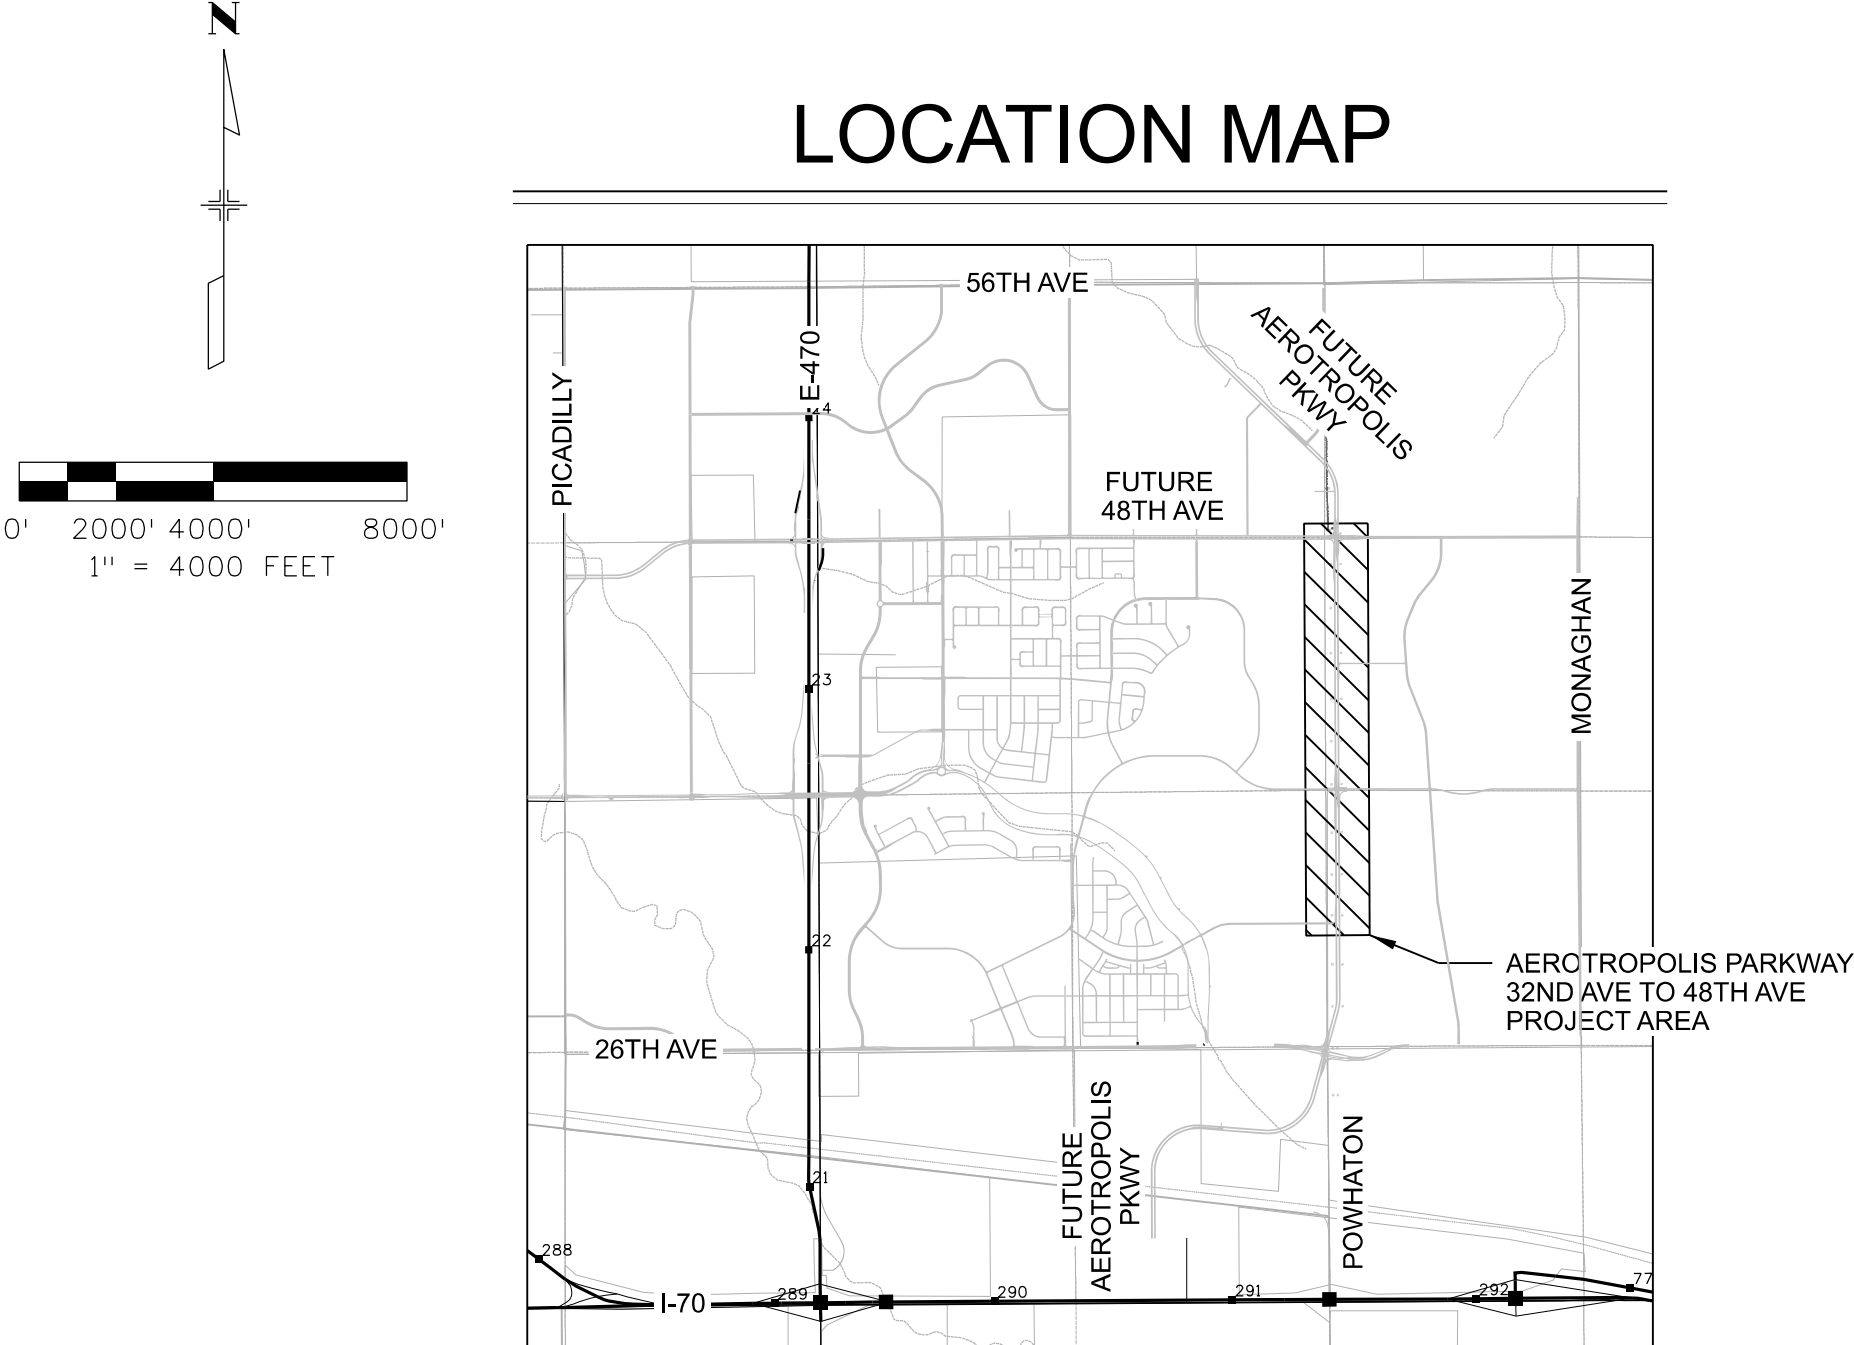 N
LOCATION MAP
0' 2000' 4000' 8000'
1" = 4000 FEET
56TH AVE
E-470
PICADILLY
FUTURE
AEROTROPOLIS
PKWY
24
FUTURE
48TH AVE
MONAGHAN
23
22
AEROTROPOLIS PARKWAY
32ND AVE TO 48TH AVE
PROJECT AREA
26TH AVE
FUTURE
AEROTROPOLIS
PKWY
POWHATON
21
288
289
290
291
292
77
I-70